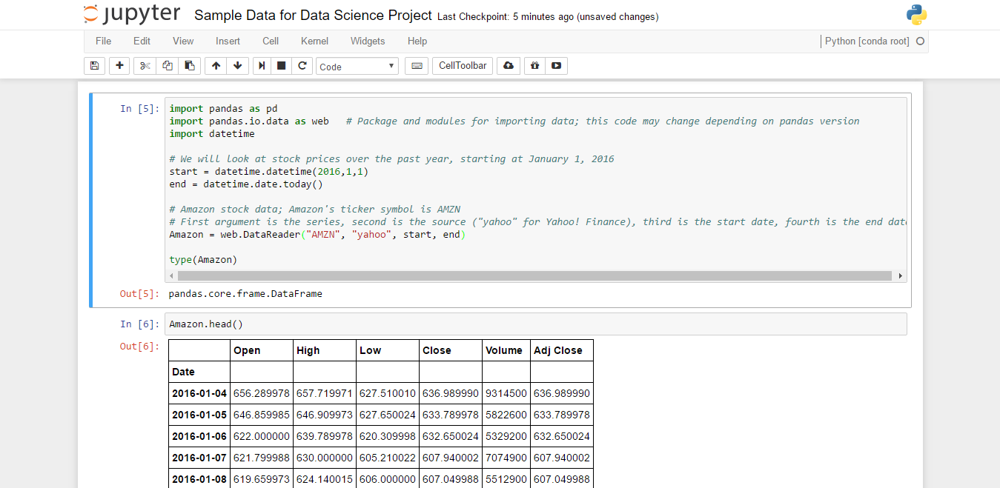 jupyter Sample Data for Data Science Project Last Checkpoint: 5 minutes ago (unsaved changes)
File Edit View Insert Cell Kernel Widgets Help Python [conda root]
Code CellToolbar
In [5]: import pandas as pd
import pandas.io.data as web   # Package and modules for importing data; this code may change depending on pandas version
import datetime
# We will look at stock prices over the past year, starting at January 1, 2016
start = datetime.datetime(2016,1,1)
end = datetime.date.today()
# Amazon stock data; Amazon's ticker symbol is AMZN
# First argument is the series, second is the source ("yahoo" for Yahoo! Finance), third is the start date, fourth is the end date
Amazon = web.DataReader("AMZN", "yahoo", start, end)
type(Amazon)
Out[5]: pandas.core.frame.DataFrame
In [6]: Amazon.head()
Out[6]: Open High Low Close Volume Adj Close
Date
2016-01-04 656.289978 657.719971 627.510010 636.989990 9314500 636.989990
2016-01-05 646.859985 646.909973 627.650024 633.789978 5822600 633.789978
2016-01-06 622.000000 639.789978 620.309998 632.650024 5329200 632.650024
2016-01-07 621.799988 630.000000 605.210022 607.940002 7074900 607.940002
2016-01-08 619.659973 624.140015 606.000000 607.049988 5512900 607.049988